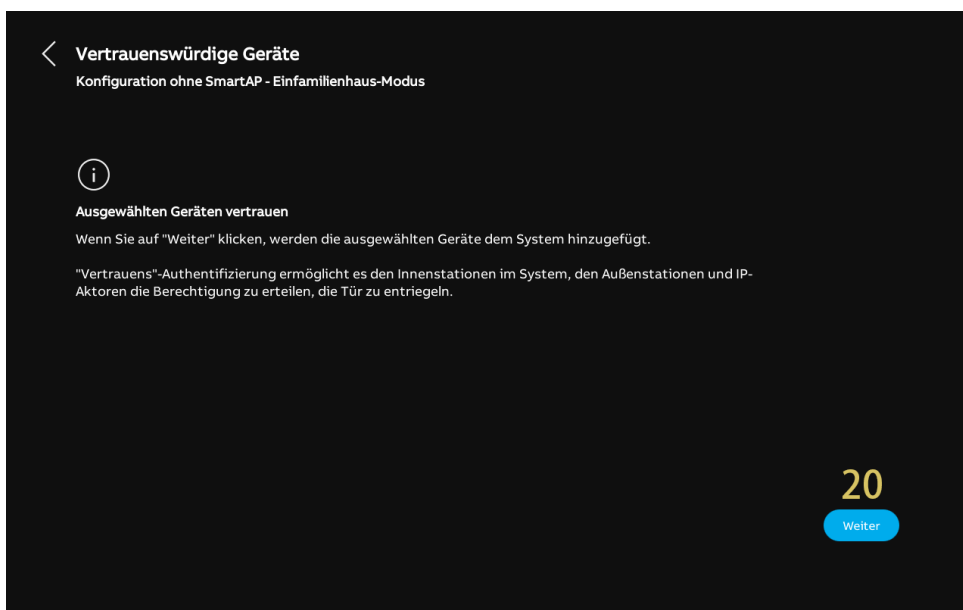 Vertrauenswürdige Geräte
Konfiguration ohne SmartAP - Einfamilienhaus-Modus
Ausgewählten Geräten vertrauen
Wenn Sie auf "Weiter" klicken, werden die ausgewählten Geräte dem System hinzugefügt.
"Vertrauens"-Authentifizierung ermöglicht es den Innenstationen im System, den Außenstationen und IP-
Aktoren die Berechtigung zu erteilen, die Tür zu entriegeln.
20
Weiter